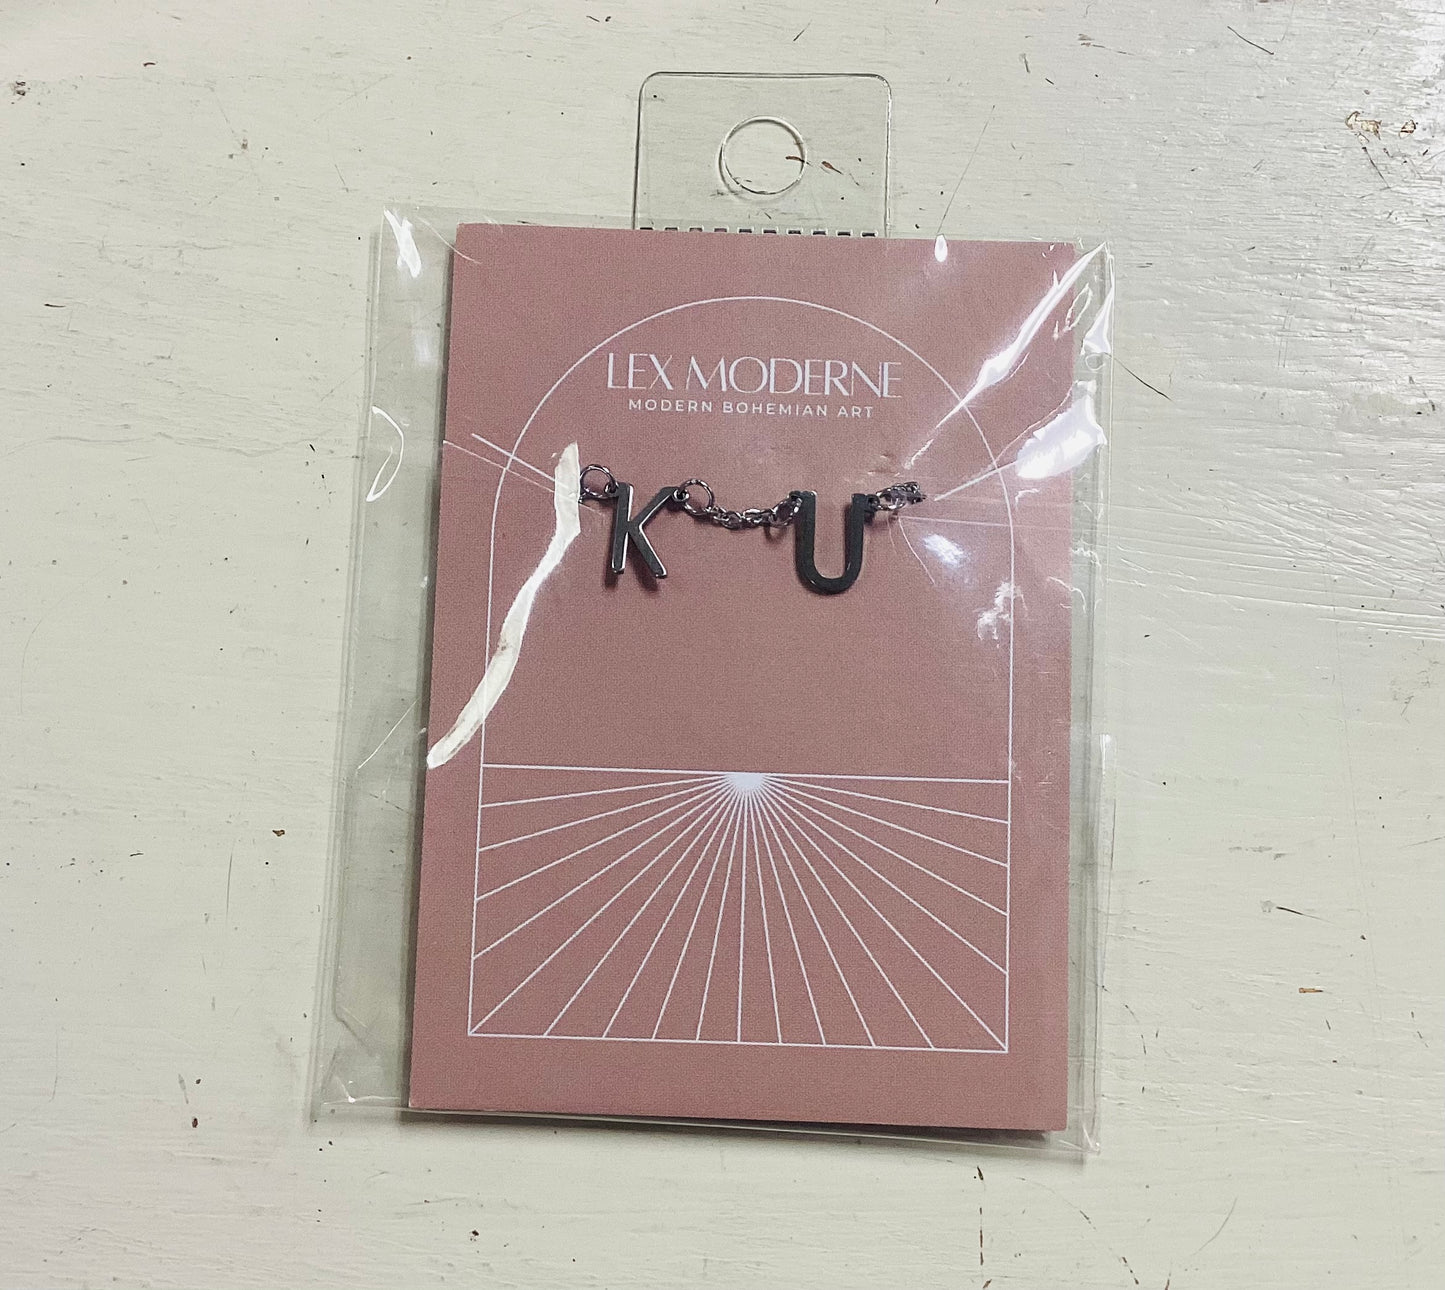 LEX MODERNE
MODERN BOHEMIAN ART
K U